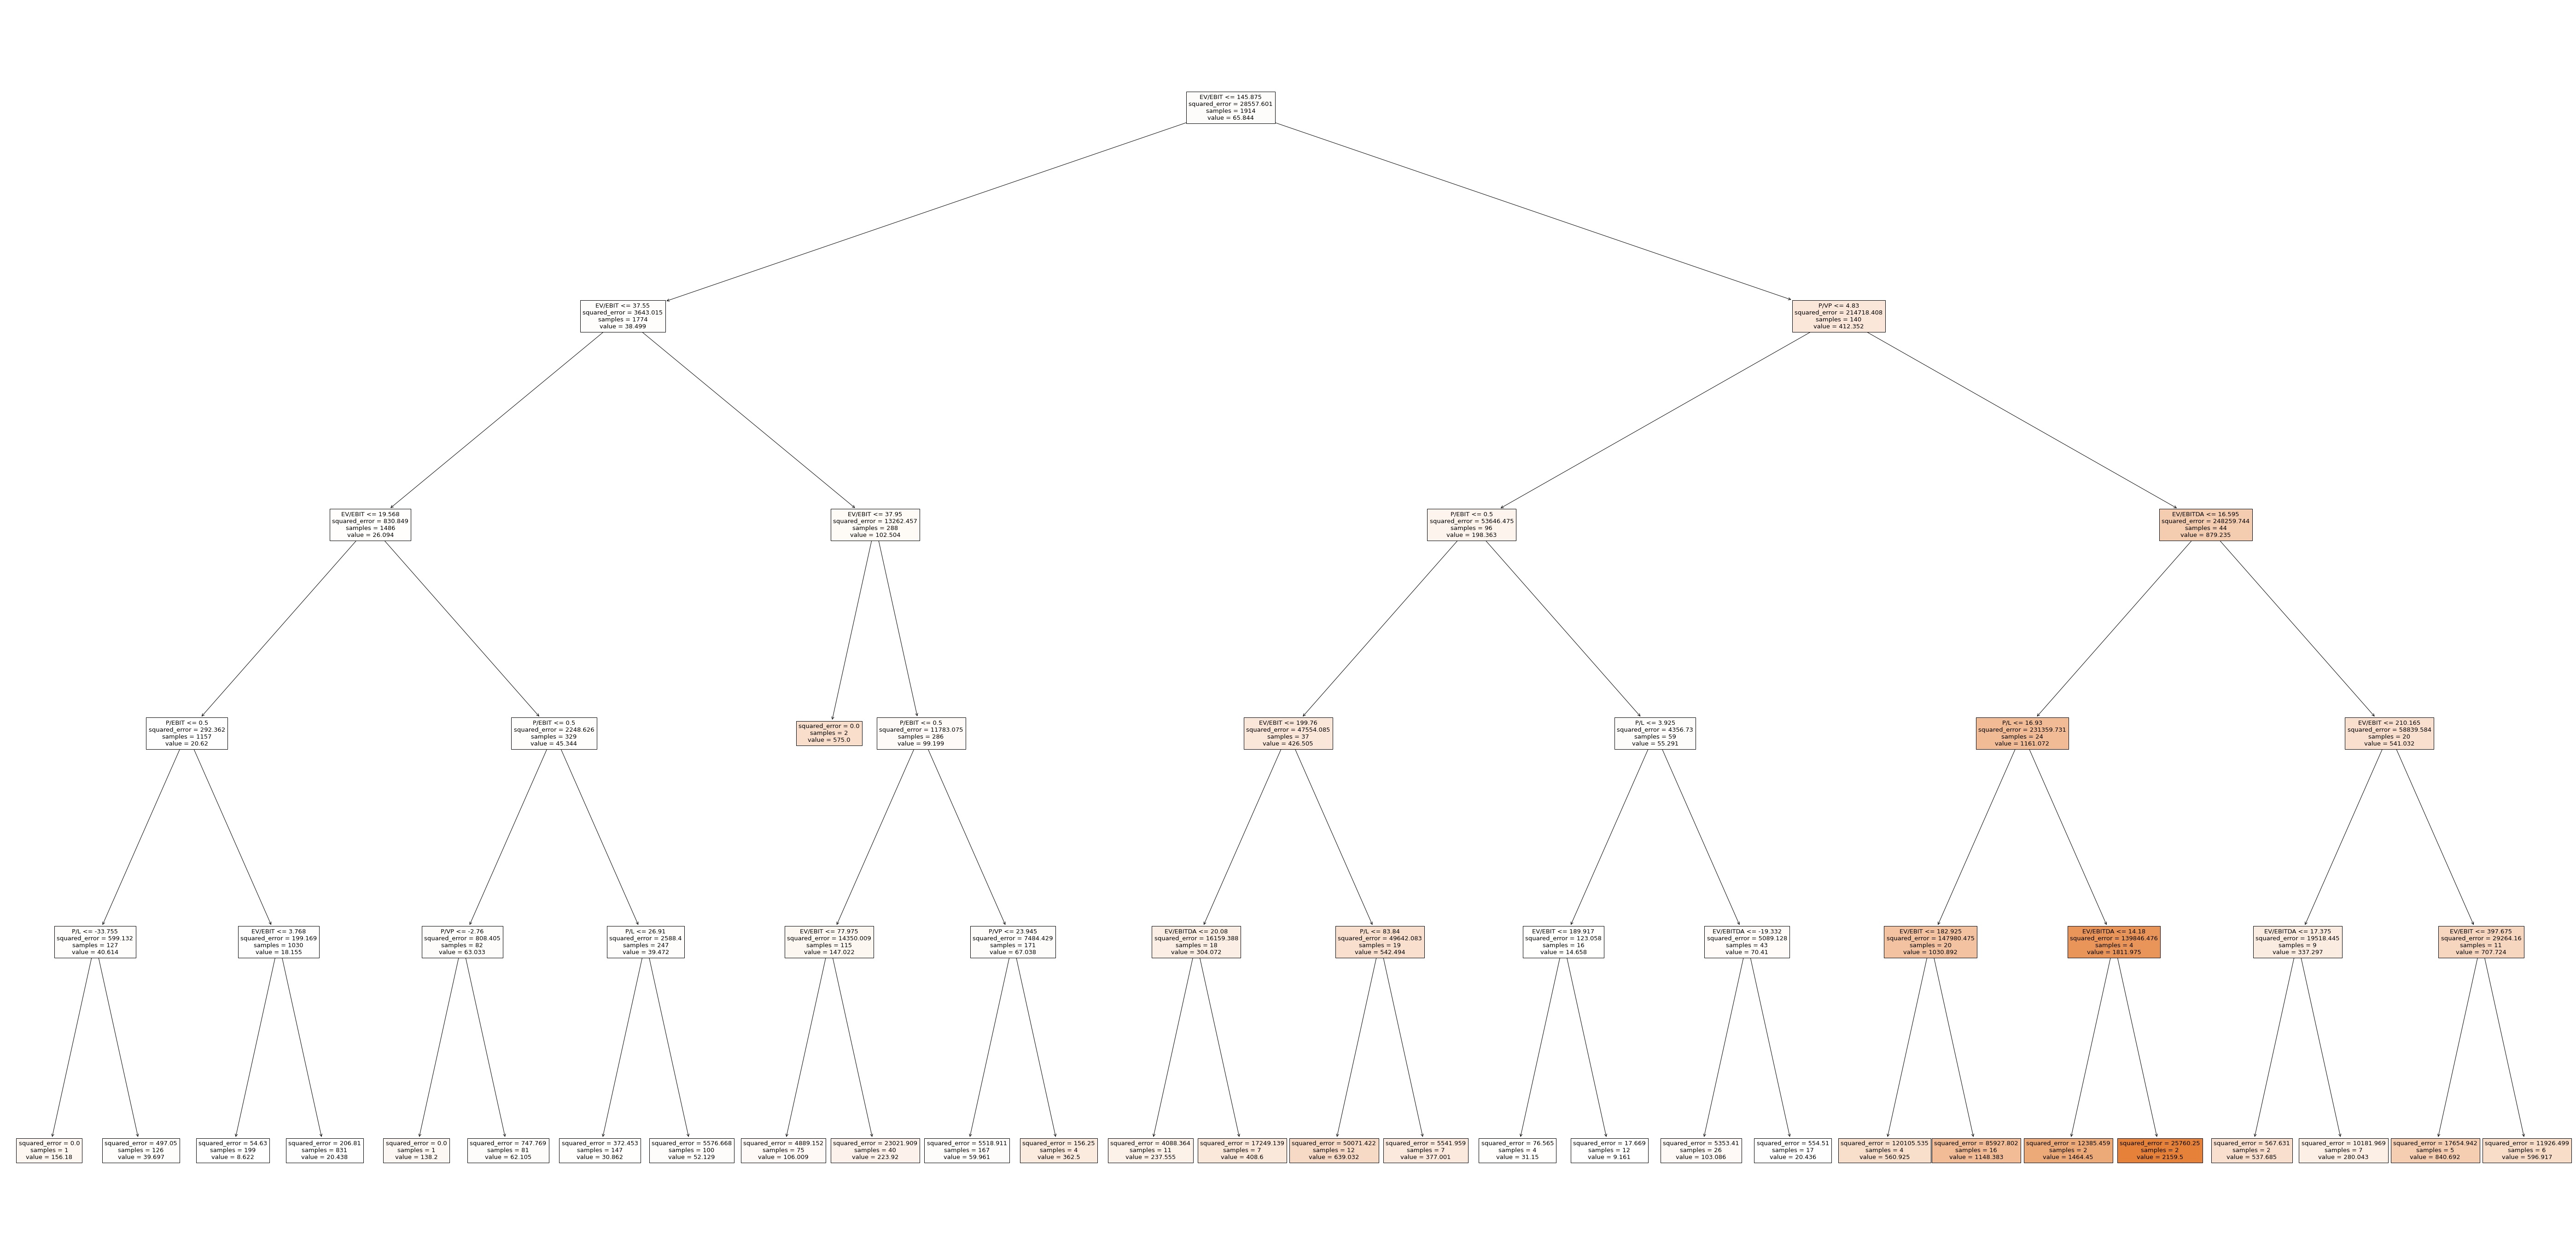 EV/EBIT <= 145.875
squared_error = 28557.601
samples = 1914
value = 65.844
EV/EBIT <= 37.55
squared_error = 3643.015
samples = 1774
value = 38.499
P/VP <= 4.83
squared_error = 214718.408
samples = 140
value = 412.352
EV/EBIT <= 19.568
squared_error = 830.849
samples = 1486
value = 26.094
EV/EBIT <= 37.95
squared_error = 13262.457
samples = 288
value = 102.504
P/EBIT <= 0.5
squared_error = 53646.475
samples = 96
value = 198.363
EV/EBITDA <= 16.595
squared_error = 248259.744
samples = 44
value = 879.235
P/EBIT <= 0.5
squared_error = 292.362
samples = 1157
value = 20.62
P/EBIT <= 0.5
squared_error = 2248.626
samples = 329
value = 45.344
squared_error = 0.0
samples = 2
value = 575.0
P/EBIT <= 0.5
squared_error = 11783.075
samples = 286
value = 99.199
EV/EBIT <= 199.76
squared_error = 47554.085
samples = 37
value = 426.505
P/L <= 3.925
squared_error = 4356.73
samples = 59
value = 55.291
P/L <= 16.93
squared_error = 231359.731
samples = 24
value = 1161.072
EV/EBIT <= 210.165
squared_error = 58839.584
samples = 20
value = 541.032
P/L <= -33.755
squared_error = 599.132
samples = 127
value = 40.614
EV/EBIT <= 3.768
squared_error = 199.169
samples = 1030
value = 18.155
P/VP <= -2.76
squared_error = 808.405
samples = 82
value = 63.033
P/L <= 26.91
squared_error = 2588.4
samples = 247
value = 39.472
EV/EBIT <= 77.975
squared_error = 14350.009
samples = 115
value = 147.022
P/VP <= 23.945
squared_error = 7484.429
samples = 171
value = 67.038
EV/EBITDA <= 20.08
squared_error = 16159.388
samples = 18
value = 304.072
P/L <= 83.84
squared_error = 49642.083
samples = 19
value = 542.494
EV/EBIT <= 189.917
squared_error = 123.058
samples = 16
value = 14.658
EV/EBITDA <= -19.332
squared_error = 5089.128
samples = 43
value = 70.41
EV/EBIT <= 182.925
squared_error = 147980.475
samples = 20
value = 1030.892
EV/EBITDA <= 14.18
squared_error = 139846.476
samples = 4
value = 1811.975
EV/EBITDA <= 17.375
squared_error = 19518.445
samples = 9
value = 337.297
EV/EBIT <= 397.675
squared_error = 29264.16
samples = 11
value = 707.724
squared_error = 0.0
samples = 1
value = 156.18
squared_error = 497.05
samples = 126
value = 39.697
squared_error = 54.63
samples = 199
value = 8.622
squared_error = 206.81
samples = 831
value = 20.438
squared_error = 0.0
samples = 1
value = 138.2
squared_error = 747.769
samples = 81
value = 62.105
squared_error = 372.453
samples = 147
value = 30.862
squared_error = 5576.668
samples = 100
value = 52.129
squared_error = 4889.152
samples = 75
value = 106.009
squared_error = 23021.909
samples = 40
value = 223.92
squared_error = 5518.911
samples = 167
value = 59.961
squared_error = 156.25
samples = 4
value = 362.5
squared_error = 4088.364
samples = 11
value = 237.555
squared_error = 17249.139
samples = 7
value = 408.6
squared_error = 50071.422
samples = 12
value = 639.032
squared_error = 5541.959
samples = 7
value = 377.001
squared_error = 76.565
samples = 4
value = 31.15
squared_error = 17.669
samples = 12
value = 9.161
squared_error = 5353.41
samples = 26
value = 103.086
squared_error = 554.51
samples = 17
value = 20.436
squared_error = 120105.535
samples = 4
value = 560.925
squared_error = 85927.802
samples = 16
value = 1148.383
squared_error = 12385.459
samples = 2
value = 1464.45
squared_error = 25760.25
samples = 2
value = 2159.5
squared_error = 567.631
samples = 2
value = 537.685
squared_error = 10181.969
samples = 7
value = 280.043
squared_error = 17654.942
samples = 5
value = 840.692
squared_error = 11926.499
samples = 6
value = 596.917